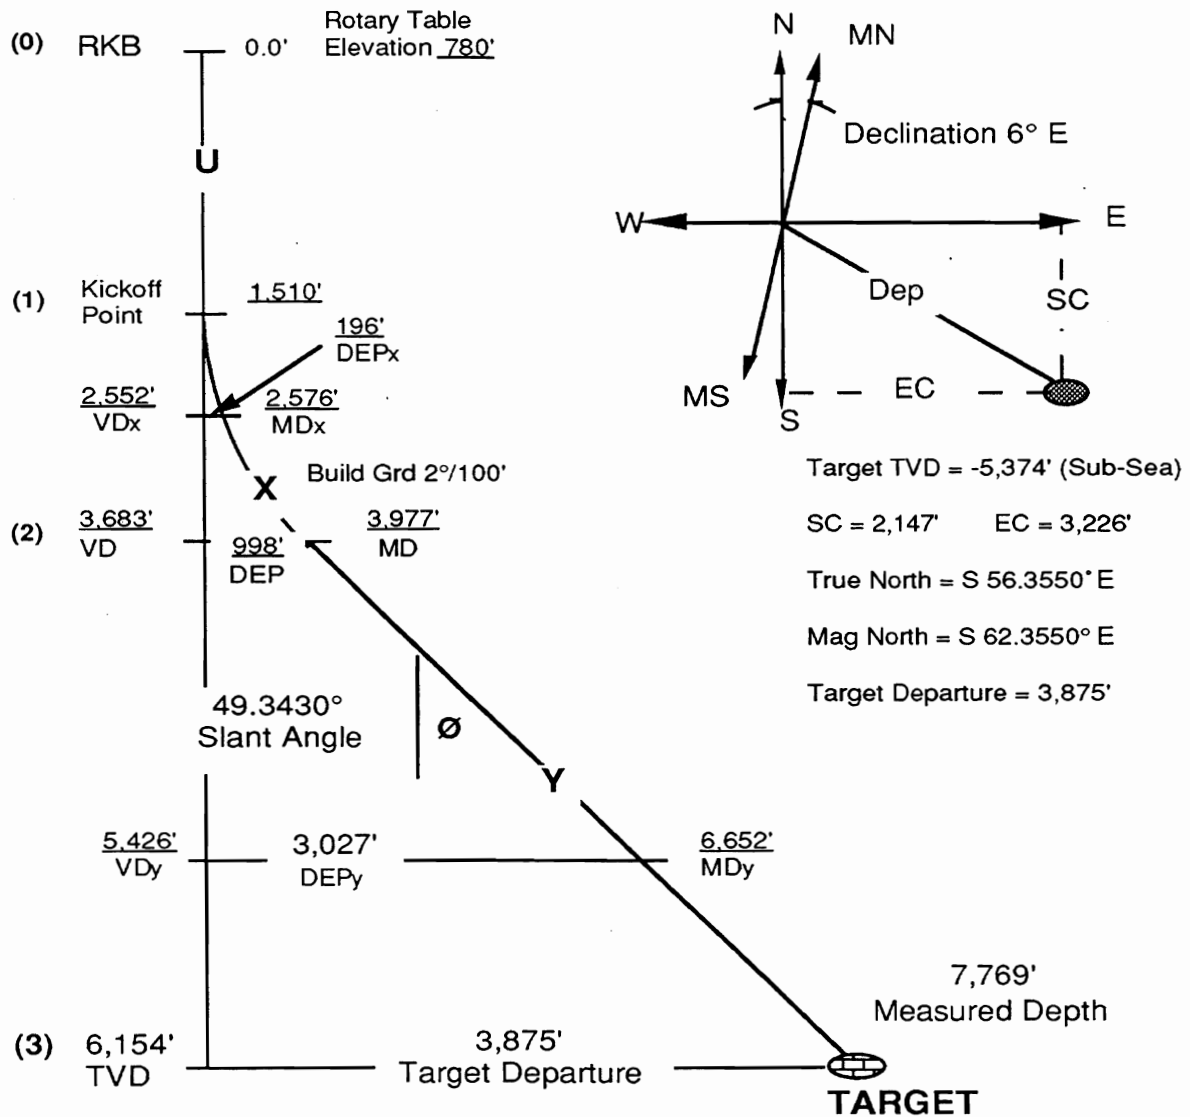 (0) RKB 0.0' Rotary Table
Elevation 780'
U
(1) Kickoff
Point
1,510'
196'
DEPx
2,552'
VDx
2,576'
MDx
X
Build Grd 2°/100'
(2) 3,683'
VD
998'
DEP
3,977'
MD
49.3430°
Slant Angle
Ø
Y
5,426'
VDy
3,027'
DEPy
6,652'
MDy
7,769'
Measured Depth
(3) 6,154'
TVD
3,875'
Target Departure
TARGET
N
MN
Declination 6° E
W
E
Dep
SC
MS
EC
S
Target TVD = -5,374' (Sub-Sea)
SC = 2,147' EC = 3,226'
True North = S 56.3550° E
Mag North = S 62.3550° E
Target Departure = 3,875'